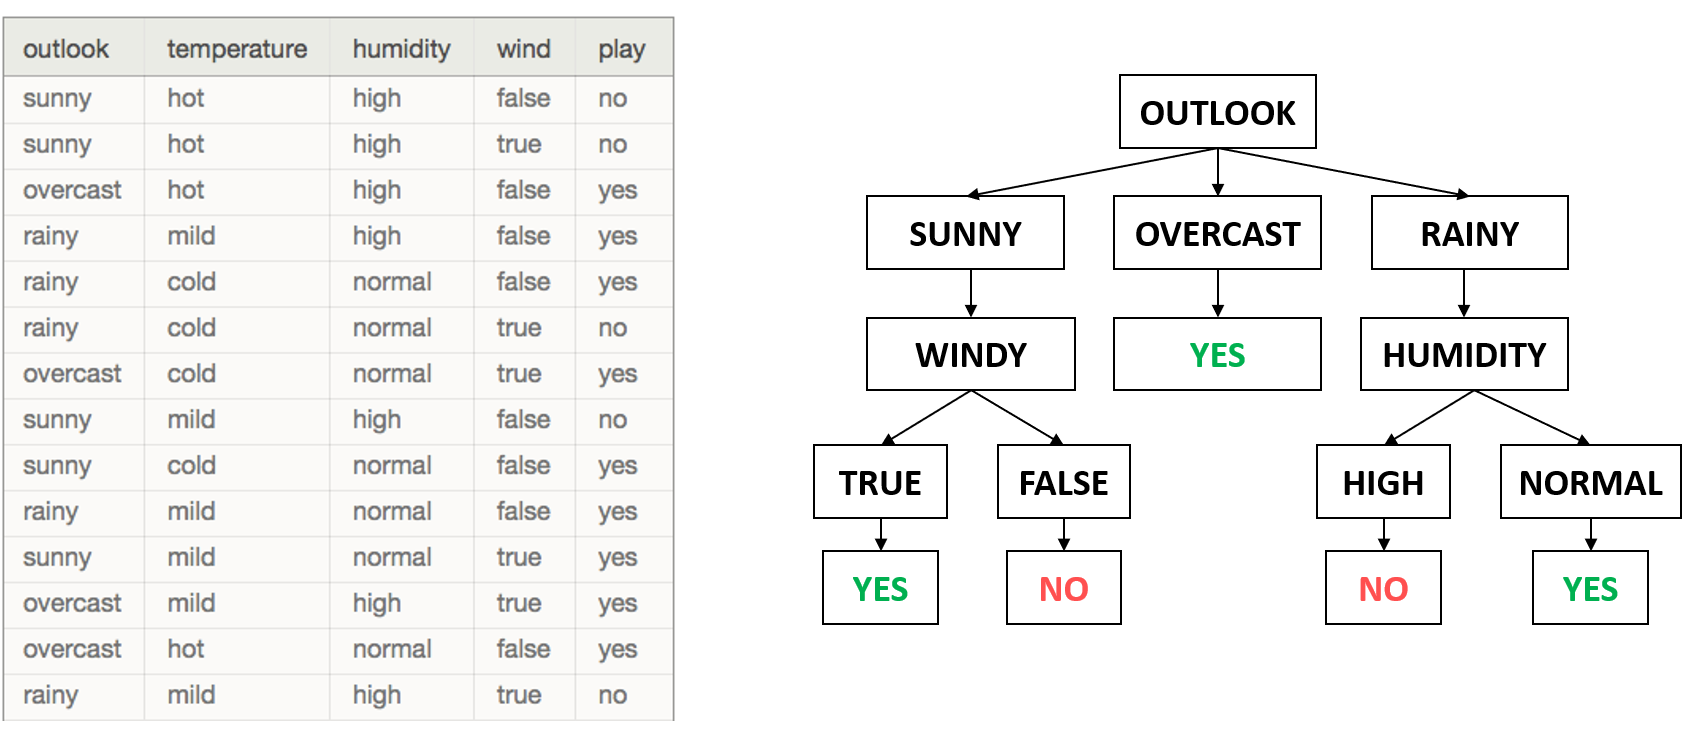 outlook temperature humidity wind play
sunny hot high false no
sunny hot high true no
overcast hot high false yes
rainy mild high false yes
rainy cold normal false yes
rainy cold normal true no
overcast cold normal true yes
sunny mild high false no
sunny cold normal false yes
rainy mild normal false yes
sunny mild normal true yes
overcast mild high true yes
overcast hot normal false yes
rainy mild high true no
OUTLOOK
SUNNY OVERCAST RAINY
WINDY YES HUMIDITY
TRUE FALSE HIGH NORMAL
YES NO NO YES